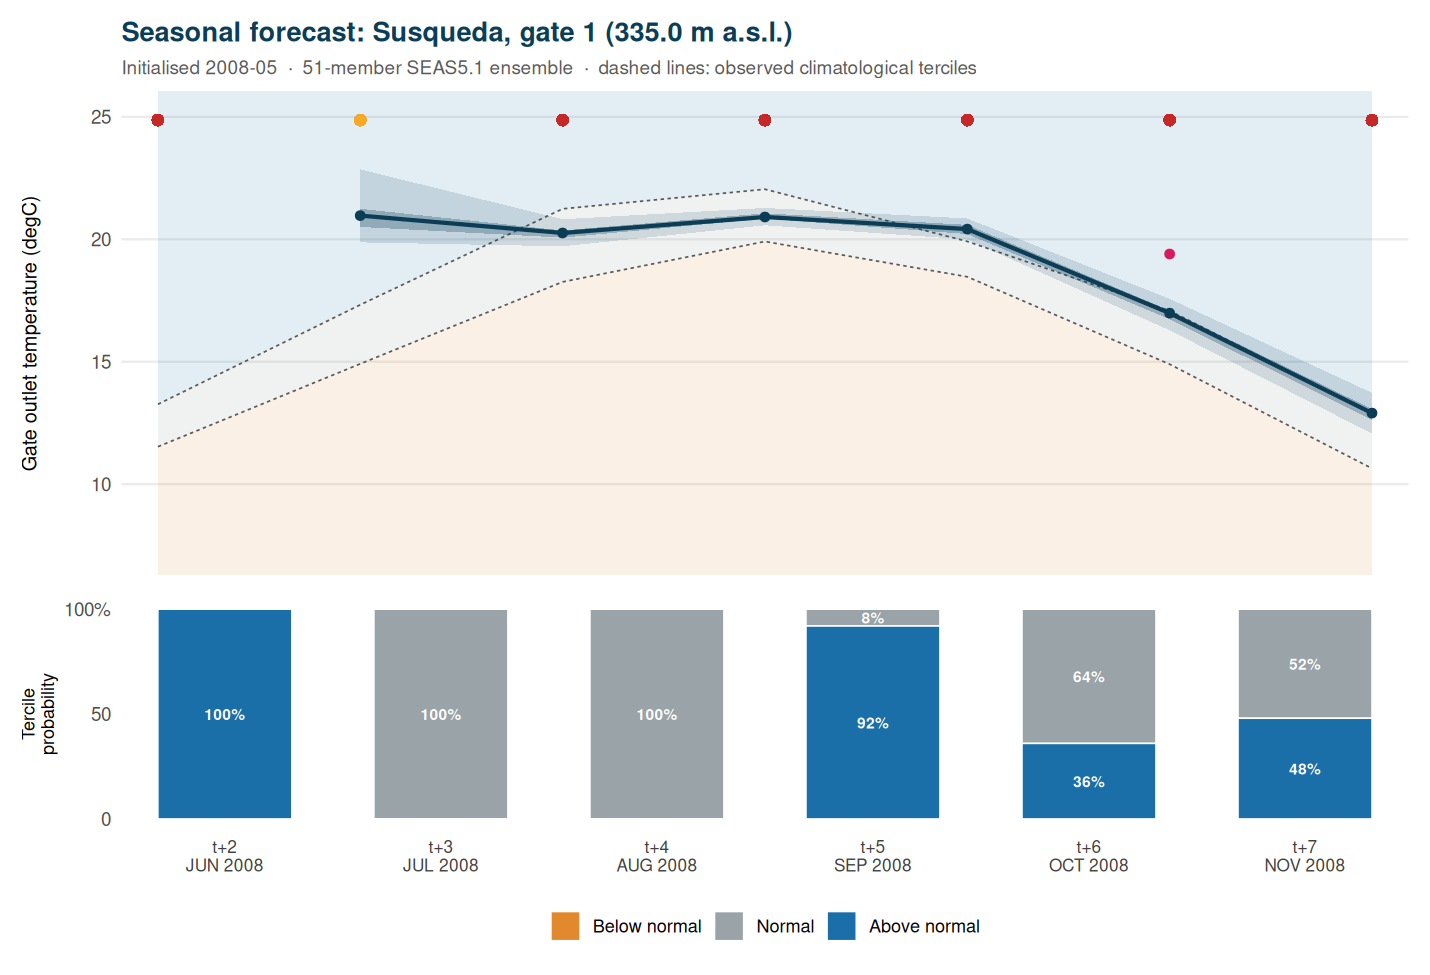 Seasonal forecast: Susqueda, gate 1 (335.0 m a.s.l.)
Initialised 2008-05 · 51-member SEAS5.1 ensemble · dashed lines: observed climatological terciles
Gate outlet temperature (degC)
25
20
15
10
Tercile
probability
100%
50
0
100%
100%
100%
8%
92%
64%
36%
52%
48%
t+2
JUN 2008
t+3
JUL 2008
t+4
AUG 2008
t+5
SEP 2008
t+6
OCT 2008
t+7
NOV 2008
Below normal
Normal
Above normal